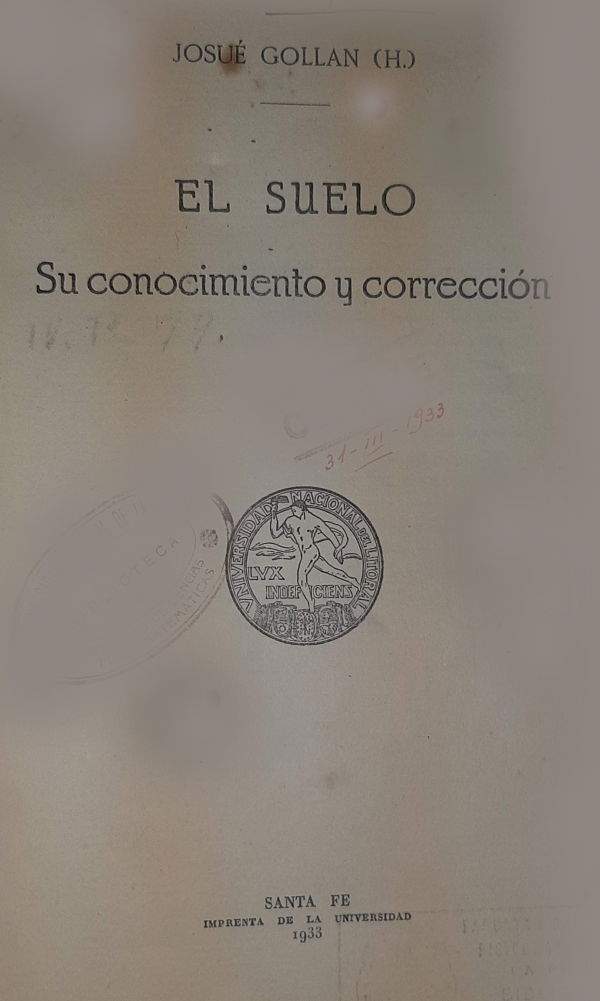 JOSUÉ GOLLAN (H.)
EL SUELO
Su conocimiento y corrección
31-III-1933
UNIVERSIDAD NACIONAL DEL LITORAL
LVX
INDEFICIENS
SANTA FE
IMPRENTA DE LA UNIVERSIDAD
1933